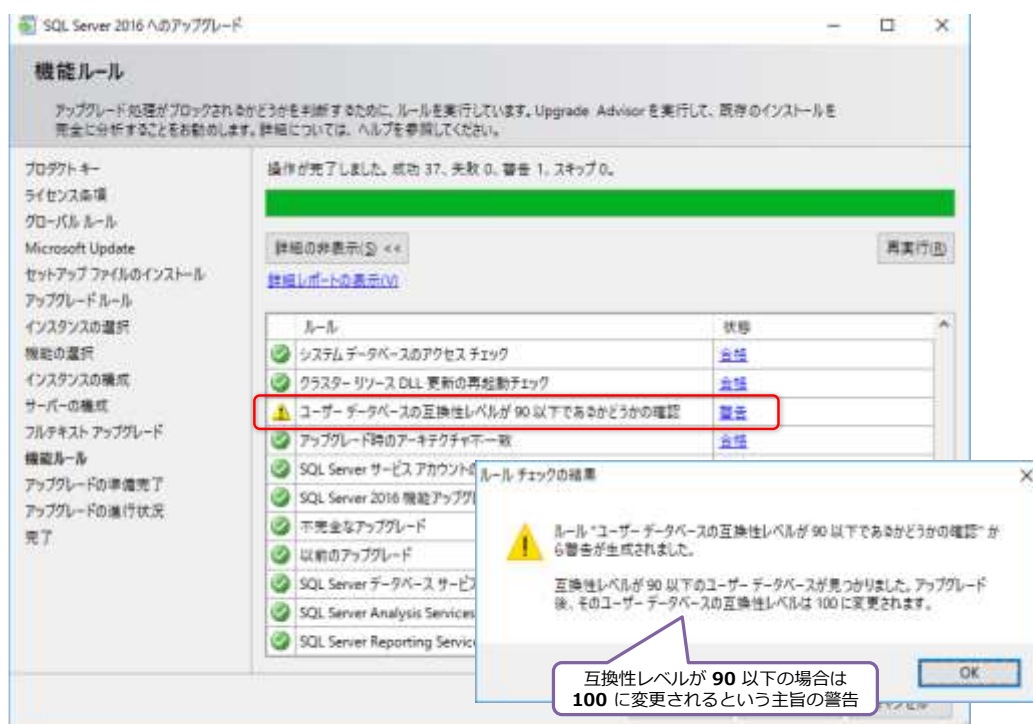 SQL Server 2016 へのアップグレード
機能ルール
アップグレード処理がブロックされるかどうかを判断するために、ルールを実行しています。Upgrade Advisor を実行して、既存のインストールを
完全に分析することをお勧めします。詳細については、ヘルプを参照してください。
プロダクト キー
ライセンス条項
グローバル ルール
Microsoft Update
セットアップ ファイルのインストール
アップグレード ルール
インスタンスの選択
機能の選択
インスタンスの構成
サーバーの構成
フルテキスト アップグレード
機能ルール
アップグレードの準備完了
アップグレードの進行状況
完了
操作が完了しました。成功 37、失敗 0、警告 1、スキップ 0。
詳細の非表示(S) <<
再実行(R)
詳細レポートの表示(V)
ルール 状態
システム データベースのアクセス チェック 合格
クラスター リソース DLL 更新の再起動チェック 合格
ユーザー データベースの互換性レベルが 90 以下であるかどうかの確認 警告
アップグレード時のアーキテクチャ不一致 合格
SQL Server サービス アカウントの
SQL Server 2016 機能アップグ
不完全なアップグレード
以前のアップグレード
SQL Server データベース サービス
SQL Server Analysis Services
SQL Server Reporting Servic
ルール チェックの結果
ルール "ユーザー データベースの互換性レベルが 90 以下であるかどうかの確認" か
ら警告が生成されました。
互換性レベルが 90 以下のユーザー データベースが見つかりました。アップグレード
後、そのユーザー データベースの互換性レベルは 100 に変更されます。
OK
互換性レベルが 90 以下の場合は
100 に変更されるという主旨の警告